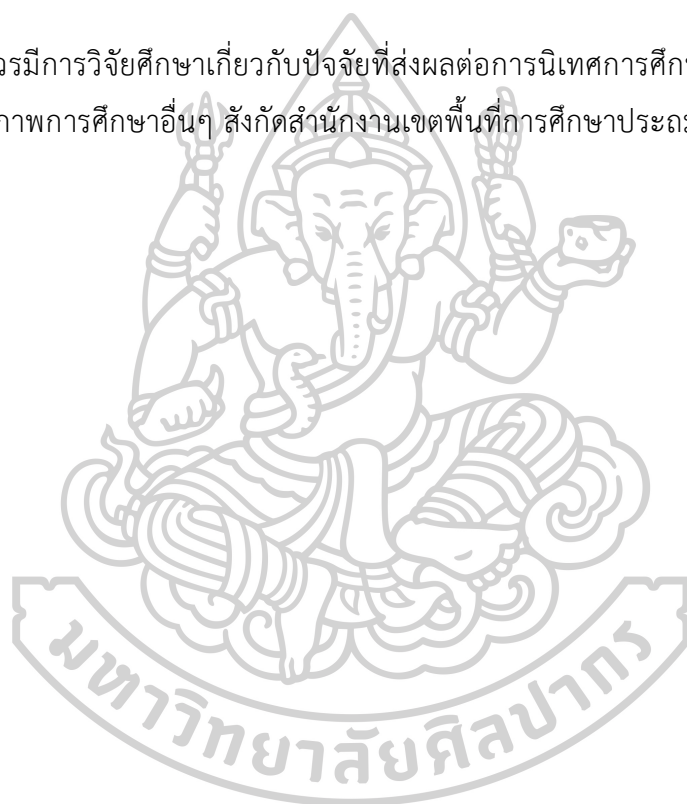 วรมีการวิจัยศึกษาเกี่ยวกับปัจจัยที่ส่งผลต่อการนิเทศการศึก
ภาพการศึกษาอื่นๆ สังกัดสำนักงานเขตพื้นที่การศึกษาประถม
มหาวิทยาลัยศิลปากร